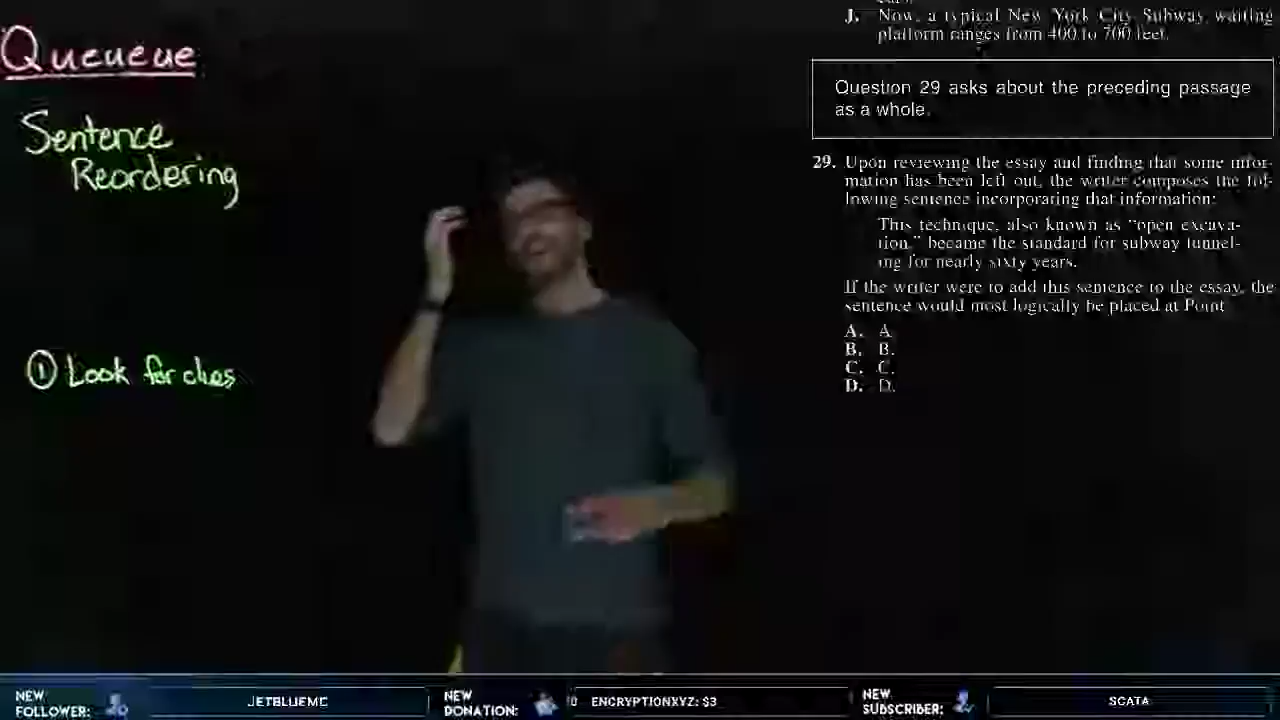 Queueue
Sentence
Reordering
① Look for clues
J. Now, a typical New York City Subway waiting
platform ranges from 400 to 700 feet.
Question 29 asks about the preceding passage
as a whole.
29. Upon reviewing the essay and finding that some infor-
mation has been left out, the writer composes the fol-
lowing sentence incorporating that information:
This technique, also known as “open excava-
tion,” became the standard for subway tunnel-
ing for nearly sixty years.
If the writer were to add this sentence to the essay, the
sentence would most logically be placed at Point
A. A.
B. B.
C. C.
D. D.
NEW
FOLLOWER:
JETBLUEMC
NEW
DONATION:
ENCRYPTIONXYZ: $3
NEW
SUBSCRIBER:
SCATA